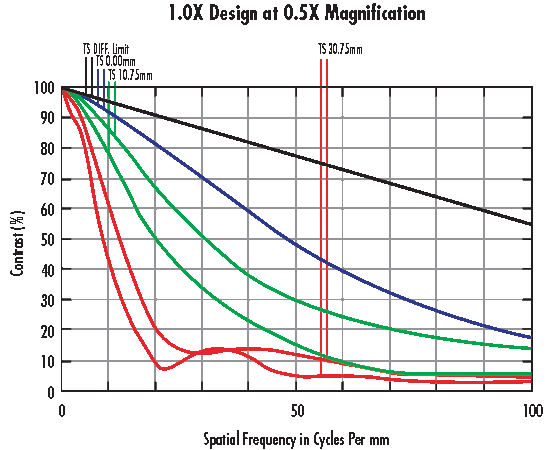 1.0X Design at 0.5X Magnification
TS DIFF. Limit
TS 0.00mm
TS 10.75mm
TS 30.75mm
100
90
80
70
60
50
40
30
20
10
0
Contrast (%)
0
50
100
Spatial Frequency in Cycles Per mm